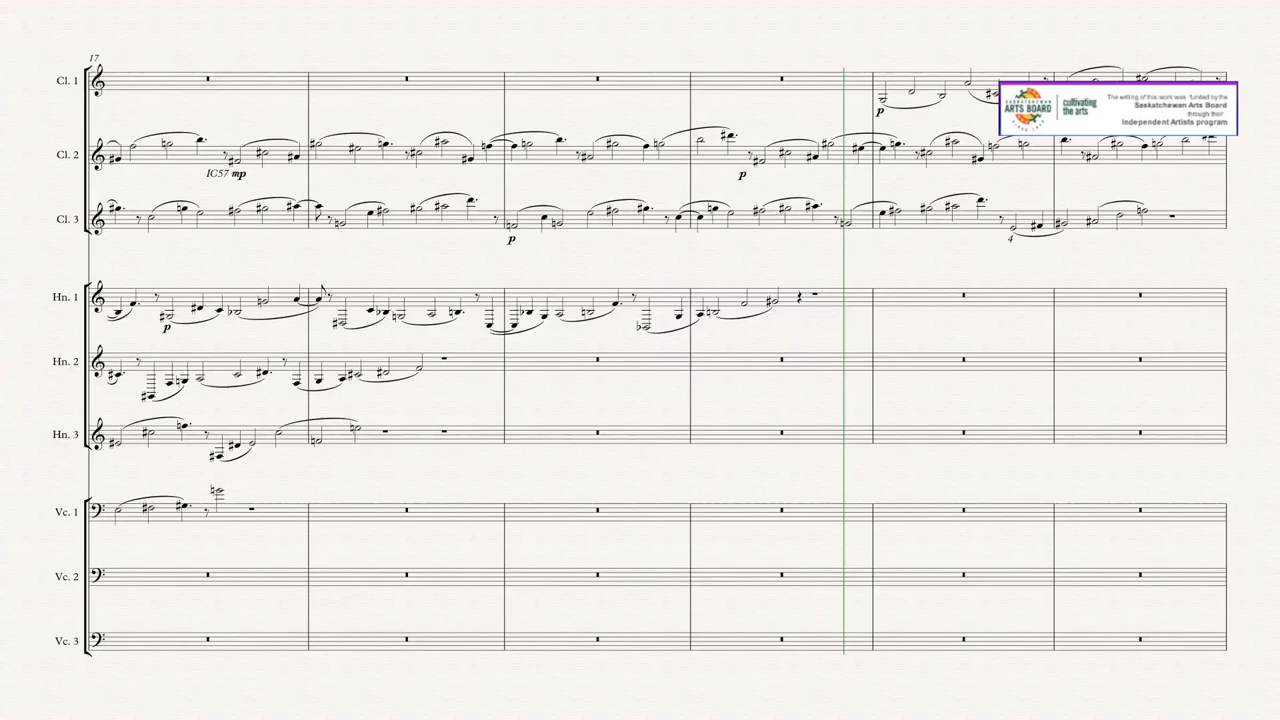 17
Cl. 1
p
SASKATCHEWAN
ARTS BOARD
cultivating
the arts
The writing of this work was funded by the
Saskatchewan Arts Board
through their
Independent Artists program
Cl. 2
IC57 mp
p
Cl. 3
p
4
Hn. 1
p
Hn. 2
Hn. 3
Vc. 1
Vc. 2
Vc. 3